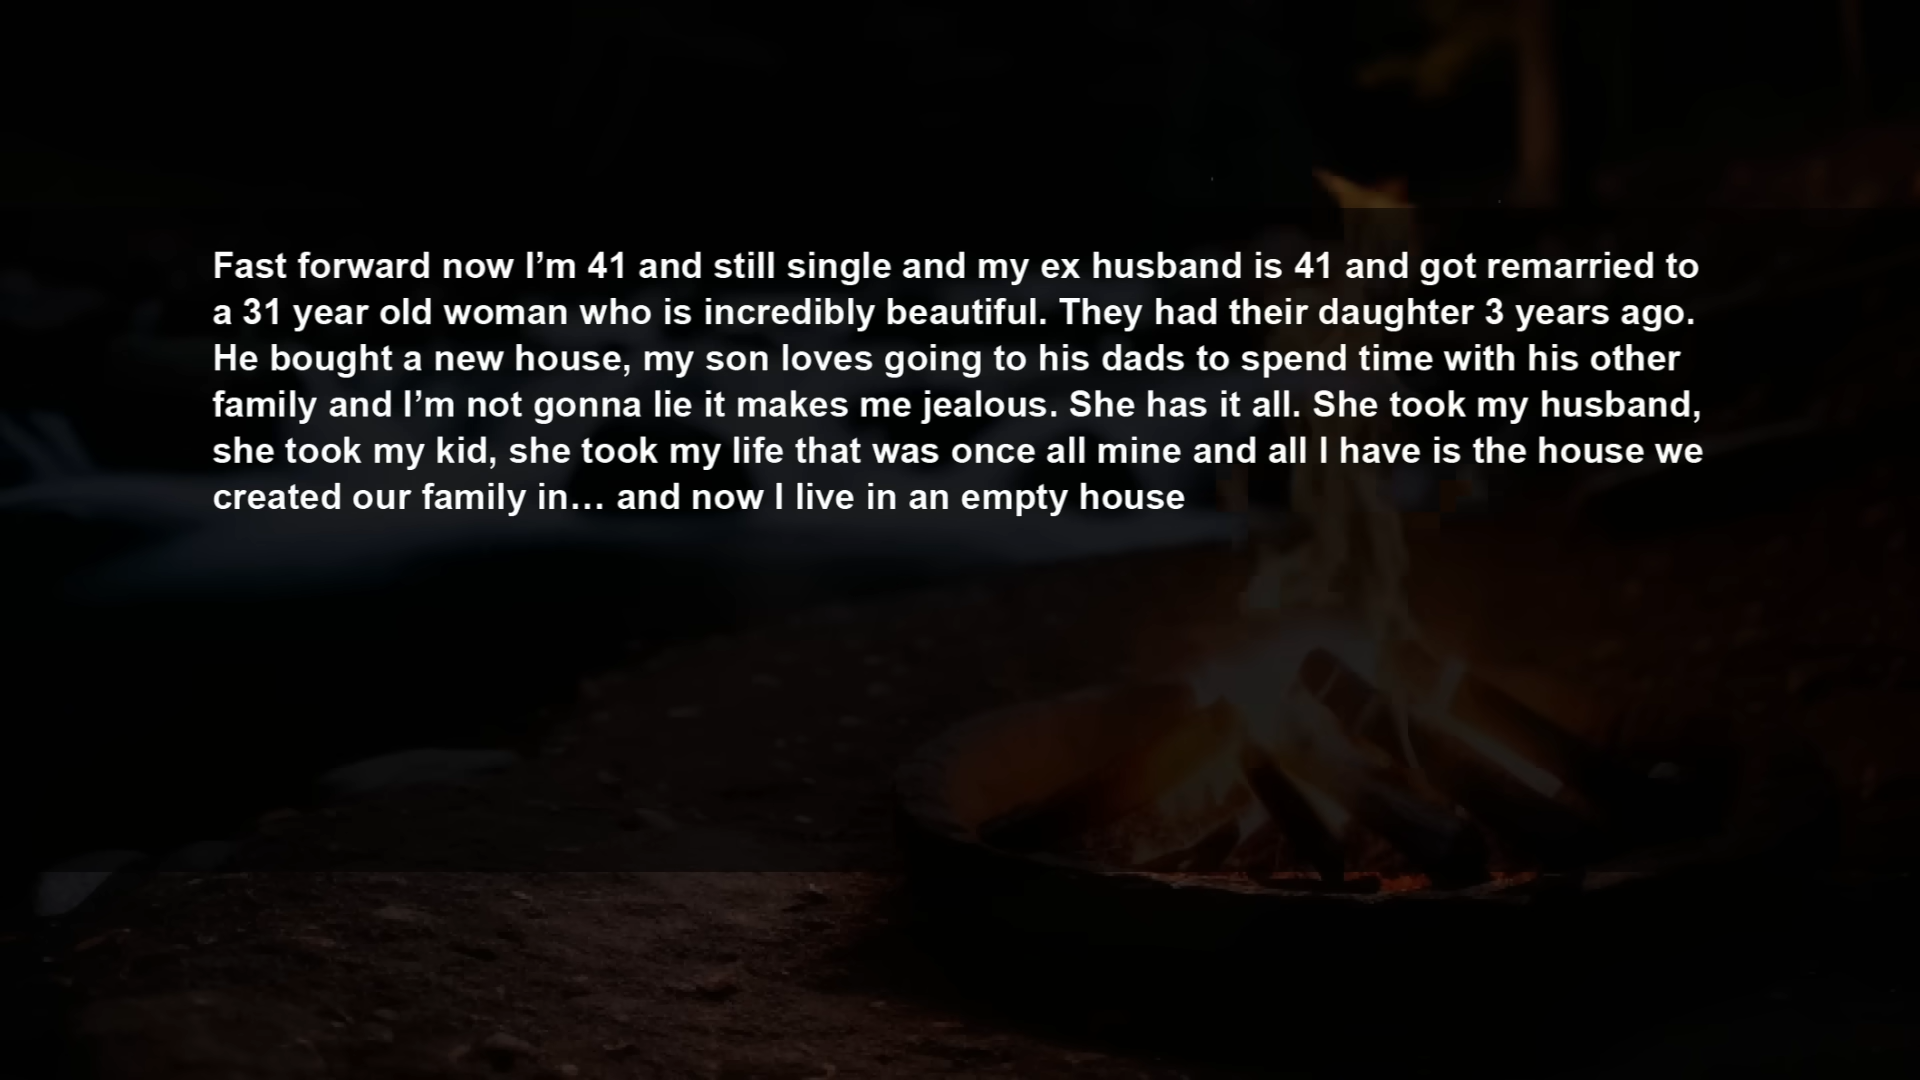 Fast forward now I’m 41 and still single and my ex husband is 41 and got remarried to
a 31 year old woman who is incredibly beautiful. They had their daughter 3 years ago.
He bought a new house, my son loves going to his dads to spend time with his other
family and I’m not gonna lie it makes me jealous. She has it all. She took my husband,
she took my kid, she took my life that was once all mine and all I have is the house we
created our family in… and now I live in an empty house